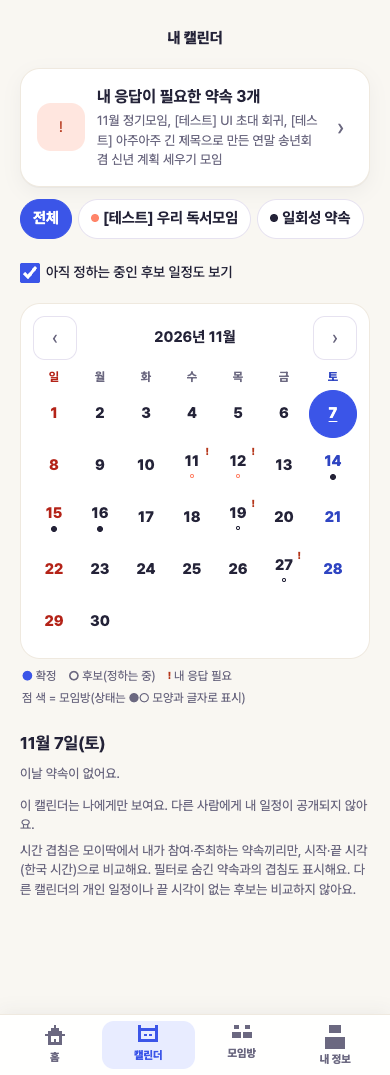 내 캘린더
!
내 응답이 필요한 약속 3개
11월 정기모임, [테스트] UI 초대 회귀, [테스
트] 아주아주 긴 제목으로 만든 연말 송년회
겸 신년 계획 세우기 모임
›
전체 [테스트] 우리 독서모임 일회성 약속
아직 정하는 중인 후보 일정도 보기
‹ 2026년 11월 ›
일 월 화 수 목 금 토
1 2 3 4 5 6 7
8 9 10 11 ! 12 ! 13 14
15 16 17 18 19 ! 20 21
22 23 24 25 26 27 ! 28
29 30
● 확정 ○ 후보(정하는 중) ! 내 응답 필요
점 색 = 모임방(상태는 ●○ 모양과 글자로 표시)
11월 7일(토)
이날 약속이 없어요.
이 캘린더는 나에게만 보여요. 다른 사람에게 내 일정이 공개되지 않아
요.
시간 겹침은 모이딱에서 내가 참여·주최하는 약속끼리만, 시작·끝 시각
(한국 시간)으로 비교해요. 필터로 숨긴 약속과의 겹침도 표시해요. 다
른 캘린더의 개인 일정이나 끝 시각이 없는 후보는 비교하지 않아요.
홈 캘린더 모임방 내 정보